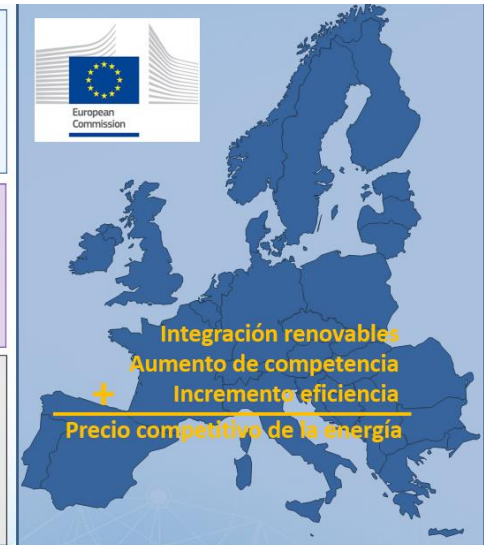 European
Commission
Integración renovables
Aumento de competencia
+ Incremento eficiencia
Precio competitivo de la energía